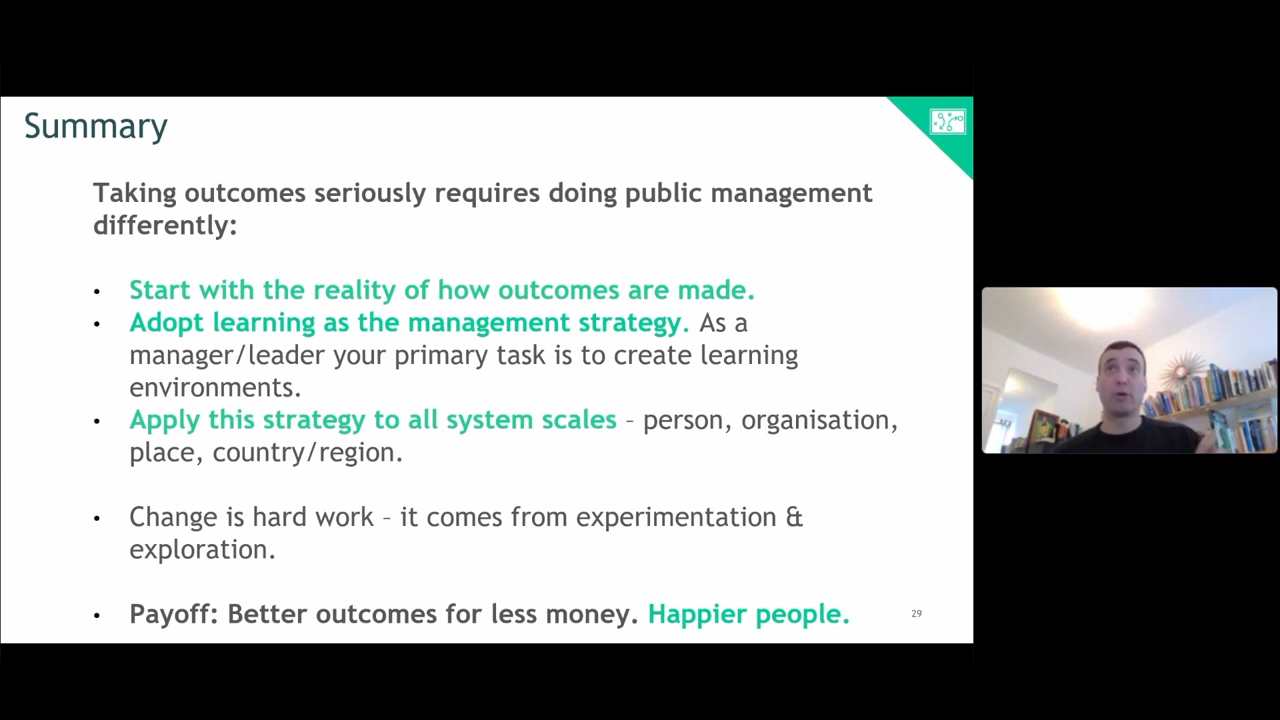 Summary
Taking outcomes seriously requires doing public management
differently:
• Start with the reality of how outcomes are made.
• Adopt learning as the management strategy. As a
manager/leader your primary task is to create learning
environments.
• Apply this strategy to all system scales – person, organisation,
place, country/region.
• Change is hard work – it comes from experimentation &
exploration.
• Payoff: Better outcomes for less money. Happier people.
29